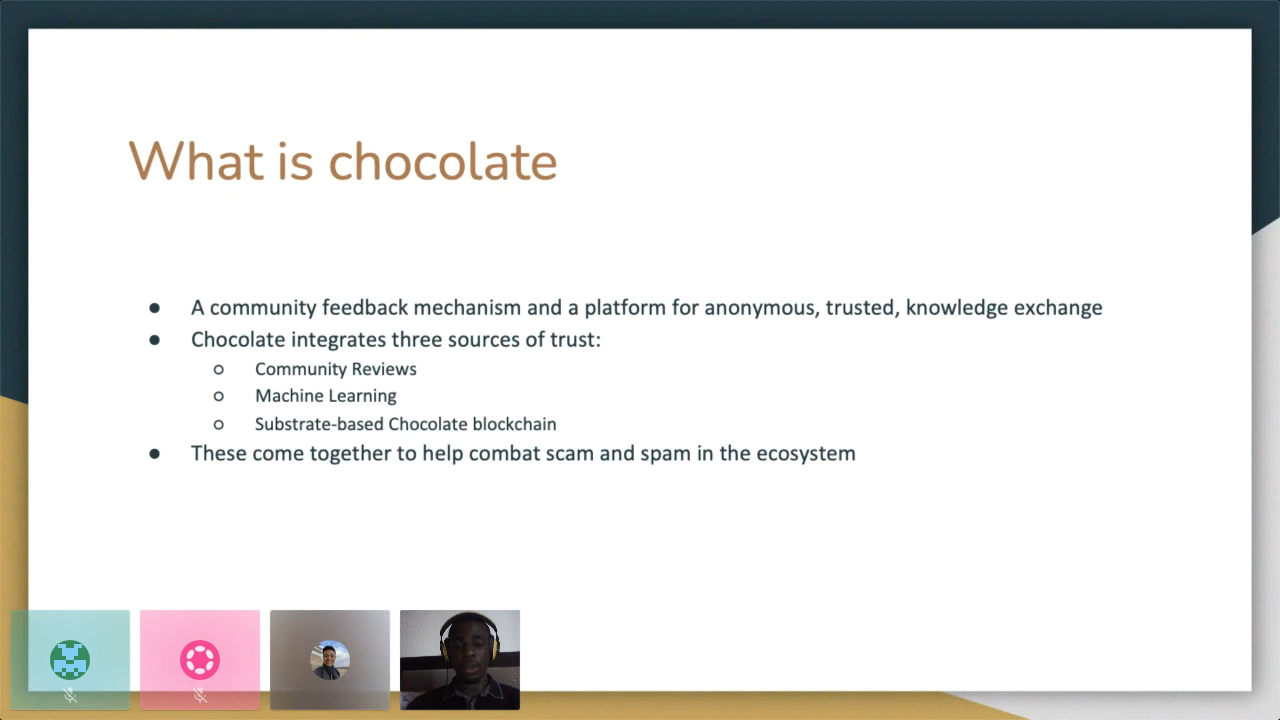 What is chocolate
● A community feedback mechanism and a platform for anonymous, trusted, knowledge exchange
● Chocolate integrates three sources of trust:
○ Community Reviews
○ Machine Learning
○ Substrate-based Chocolate blockchain
● These come together to help combat scam and spam in the ecosystem